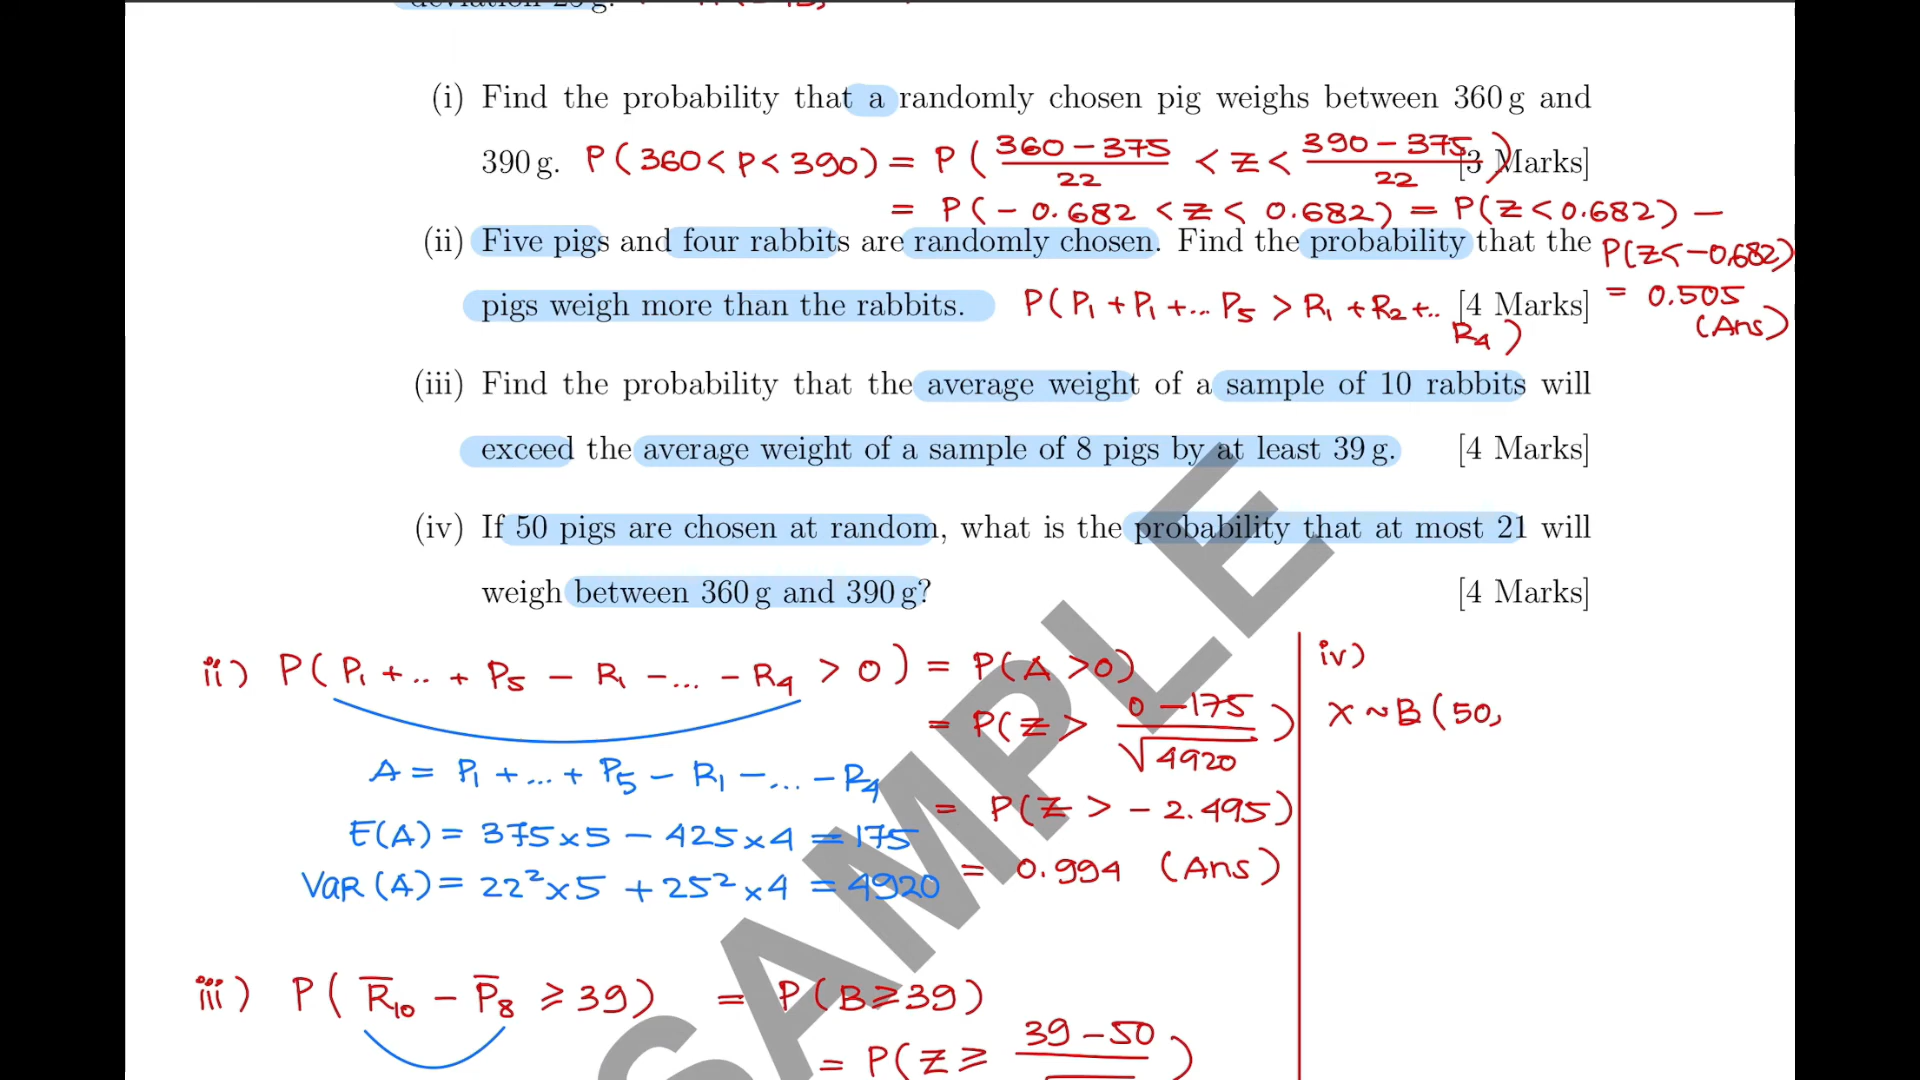 deviation 25 g.
(i) Find the probability that a randomly chosen pig weighs between 360 g and
390 g. P(360 < P < 390) = P( (360 - 375)/22 < Z < (390 - 375)/22 ) [3 Marks]
= P(-0.682 < Z < 0.682) = P(Z < 0.682) -
P(Z < -0.682)
= 0.505
(Ans)
(ii) Five pigs and four rabbits are randomly chosen. Find the probability that the
pigs weigh more than the rabbits. P(P₁ + P₁ + ... P₅ > R₁ + R₂ + .. R₄) [4 Marks]
(iii) Find the probability that the average weight of a sample of 10 rabbits will
exceed the average weight of a sample of 8 pigs by at least 39 g. [4 Marks]
(iv) If 50 pigs are chosen at random, what is the probability that at most 21 will
weigh between 360 g and 390 g? [4 Marks]
ii) P(P₁ + .. + P₅ - R₁ - ... - R₄ > 0) = P(A > 0)
= P(Z > (0 - 175)/√4920)
= P(Z > -2.495)
= 0.994 (Ans)
A = P₁ + ... + P₅ - R₁ - ... - R₄
E(A) = 375×5 - 425×4 = 175
Var(A) = 22²×5 + 25²×4 = 4920
iii) P(R̄₁₀ - P̄₈ ⩾ 39) = P(B ⩾ 39)
= P(Z ⩾ (39 - 50)/√ )
iv)
X ~ B(50,
SAMPLE